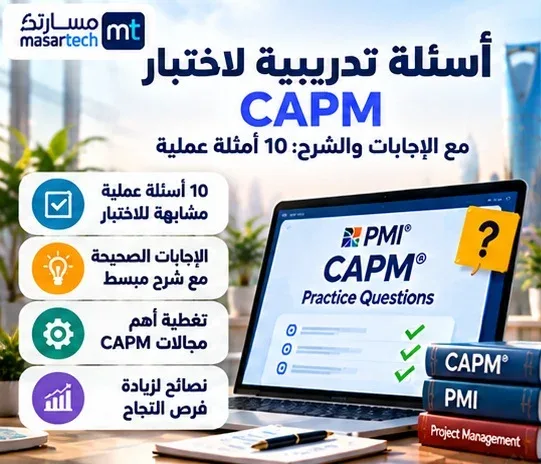 مسارتك
masartech
mt
أسئلة تدريبية لاختبار
CAPM
مع الإجابات والشرح: 10 أمثلة عملية
10 أسئلة عملية
مشابهة للاختبار
الإجابات الصحيحة
مع شرح مبسط
تغطية أهم
مجالات CAPM
نصائح لزيادة
فرص النجاح
PMI®
CAPM®
Practice Questions
?
CAPM®
PMI
Project Management